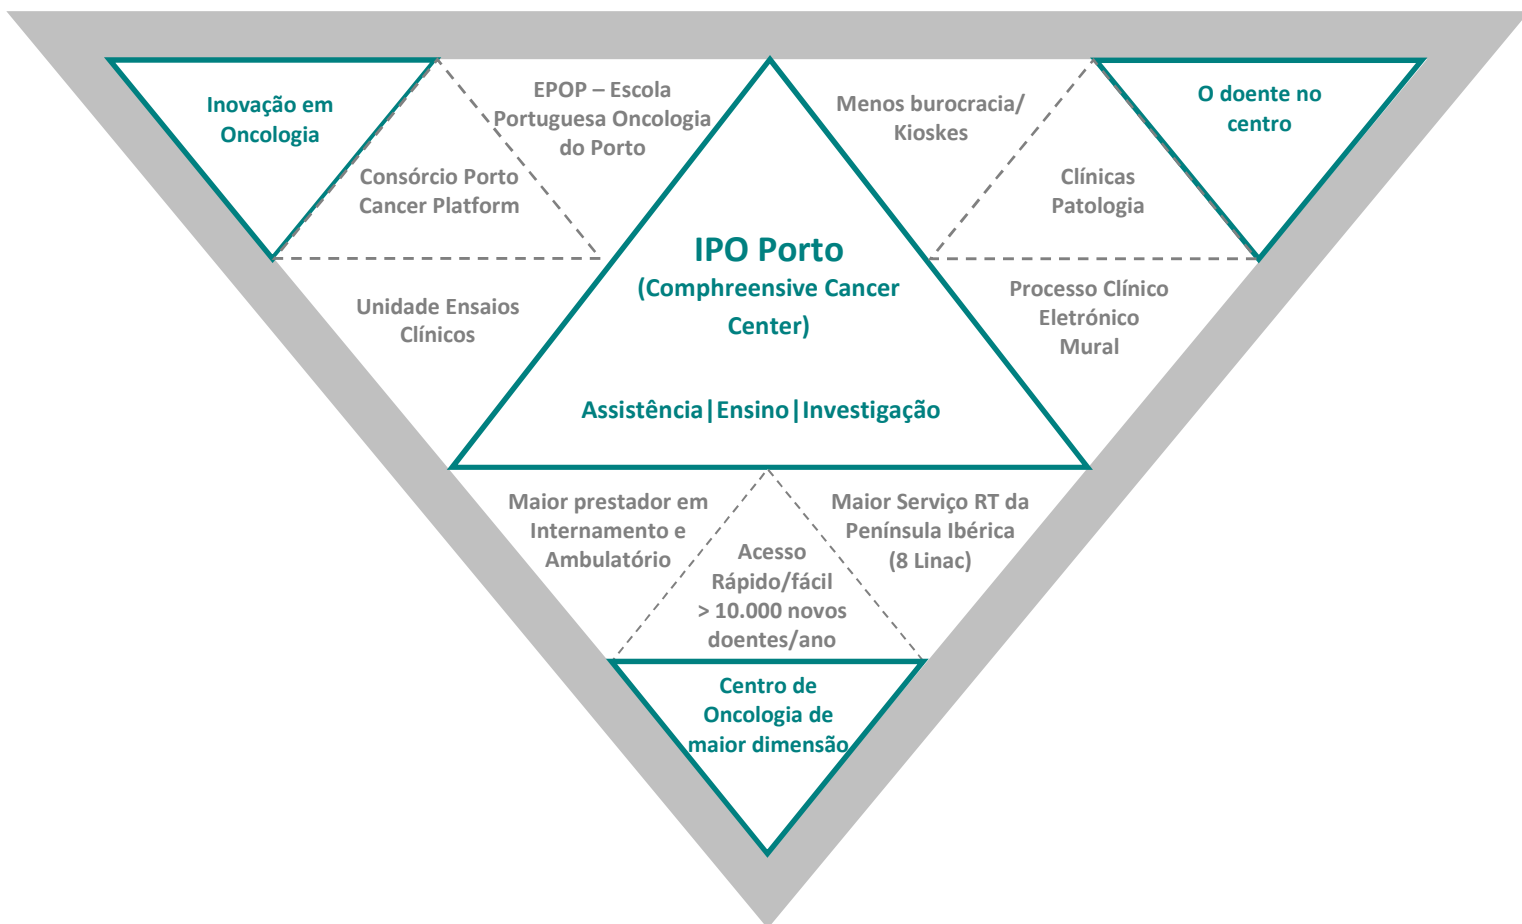 Inovação em
Oncologia
EPOP – Escola
Portuguesa Oncologia
do Porto
Consórcio Porto
Cancer Platform
Unidade Ensaios
Clínicos
Menos burocracia/
Kioskes
O doente no
centro
Clínicas
Patologia
Processo Clínico
Eletrónico
Mural
IPO Porto
(Comphreensive Cancer
Center)
Assistência|Ensino|Investigação
Maior prestador em
Internamento e
Ambulatório
Acesso
Rápido/fácil
> 10.000 novos
doentes/ano
Maior Serviço RT da
Península Ibérica
(8 Linac)
Centro de
Oncologia de
maior dimensão